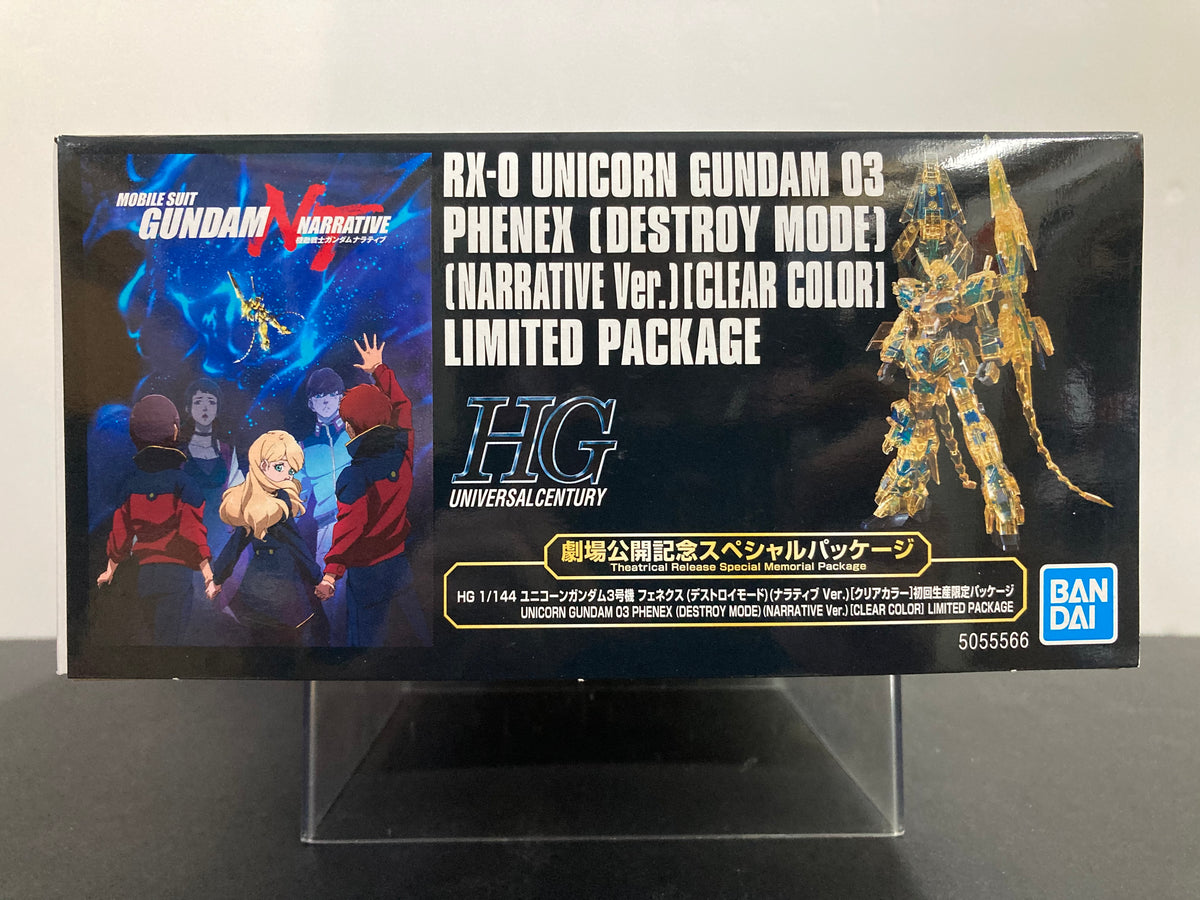 MOBILE SUIT
GUNDAM NT NARRATIVE
機動戦士ガンダムナラティブ
RX-0 UNICORN GUNDAM 03
PHENEX (DESTROY MODE)
(NARRATIVE Ver.)[CLEAR COLOR]
LIMITED PACKAGE
HG
UNIVERSALCENTURY
劇場公開記念スペシャルパッケージ
Theatrical Release Special Memorial Package
HG 1/144 ユニコーンガンダム3号機 フェネクス (デストロイモード)(ナラティブ Ver.)[クリアカラー]初回生産限定パッケージ
UNICORN GUNDAM 03 PHENEX (DESTROY MODE)(NARRATIVE Ver.)[CLEAR COLOR] LIMITED PACKAGE
BAN
DAI
5055566